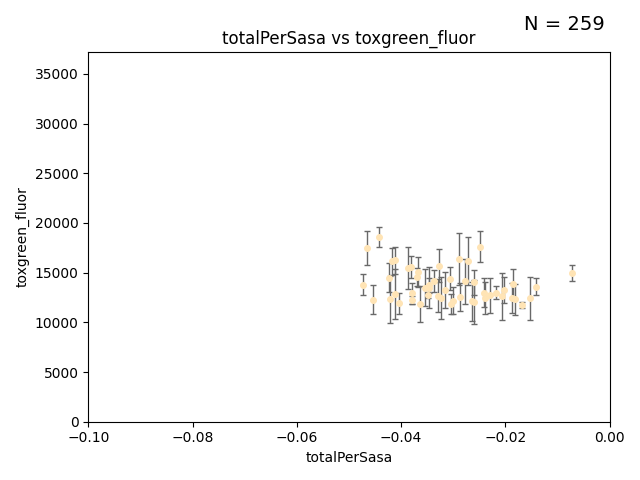 N = 259
totalPerSasa vs toxgreen_fluor
35000
30000
25000
20000
15000
10000
5000
0
toxgreen_fluor
−0.10 −0.08 −0.06 −0.04 −0.02 0.00
totalPerSasa